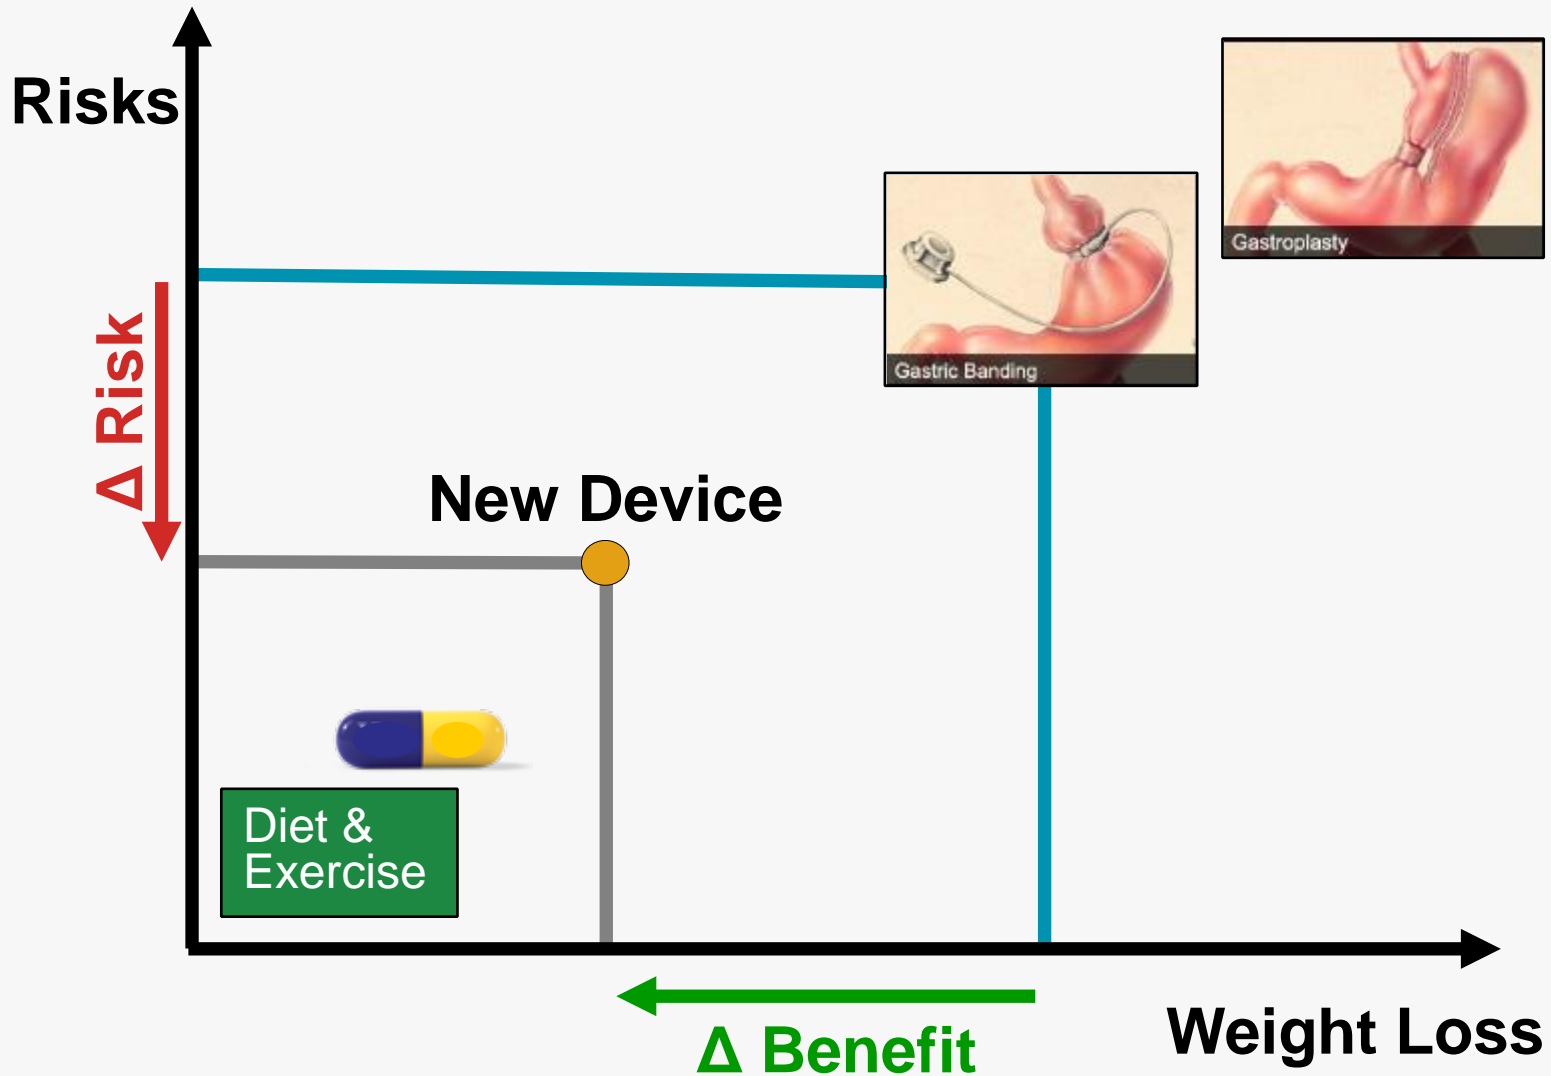 Risks
Gastroplasty
Gastric Banding
Δ Risk
New Device
Diet &
Exercise
Δ Benefit
Weight Loss